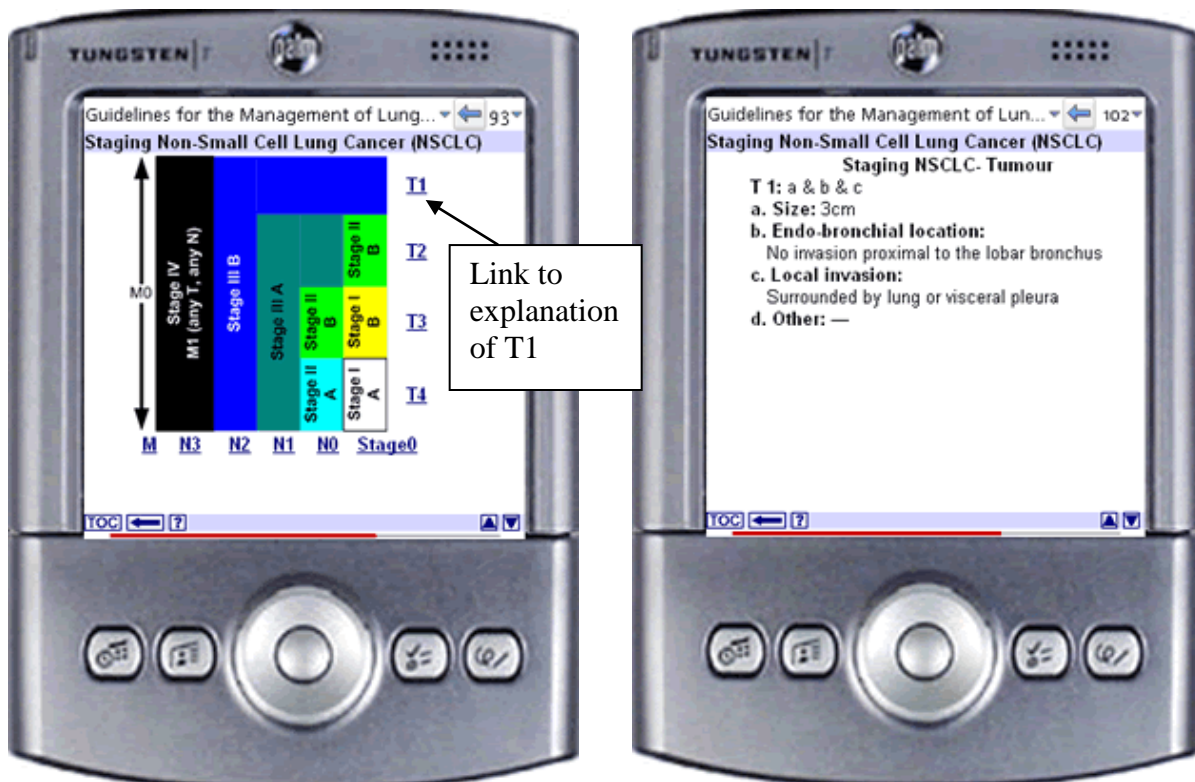 TUNGSTEN T
palm
Guidelines for the Management of Lung... 93
Staging Non-Small Cell Lung Cancer (NSCLC)
M0
Stage IV
M1 (any T, any N)
Stage III B
Stage III A
Stage II
B
Stage II
B
Stage I
B
Stage II
A
Stage I
A
T1
T2
T3
T4
M N3 N2 N1 N0 Stage0
TOC ?
Link to
explanation
of T1
TUNGSTEN T
palm
Guidelines for the Management of Lun... 102
Staging Non-Small Cell Lung Cancer (NSCLC)
Staging NSCLC- Tumour
T 1: a & b & c
a. Size: 3cm
b. Endo-bronchial location:
No invasion proximal to the lobar bronchus
c. Local invasion:
Surrounded by lung or visceral pleura
d. Other: —
TOC ?